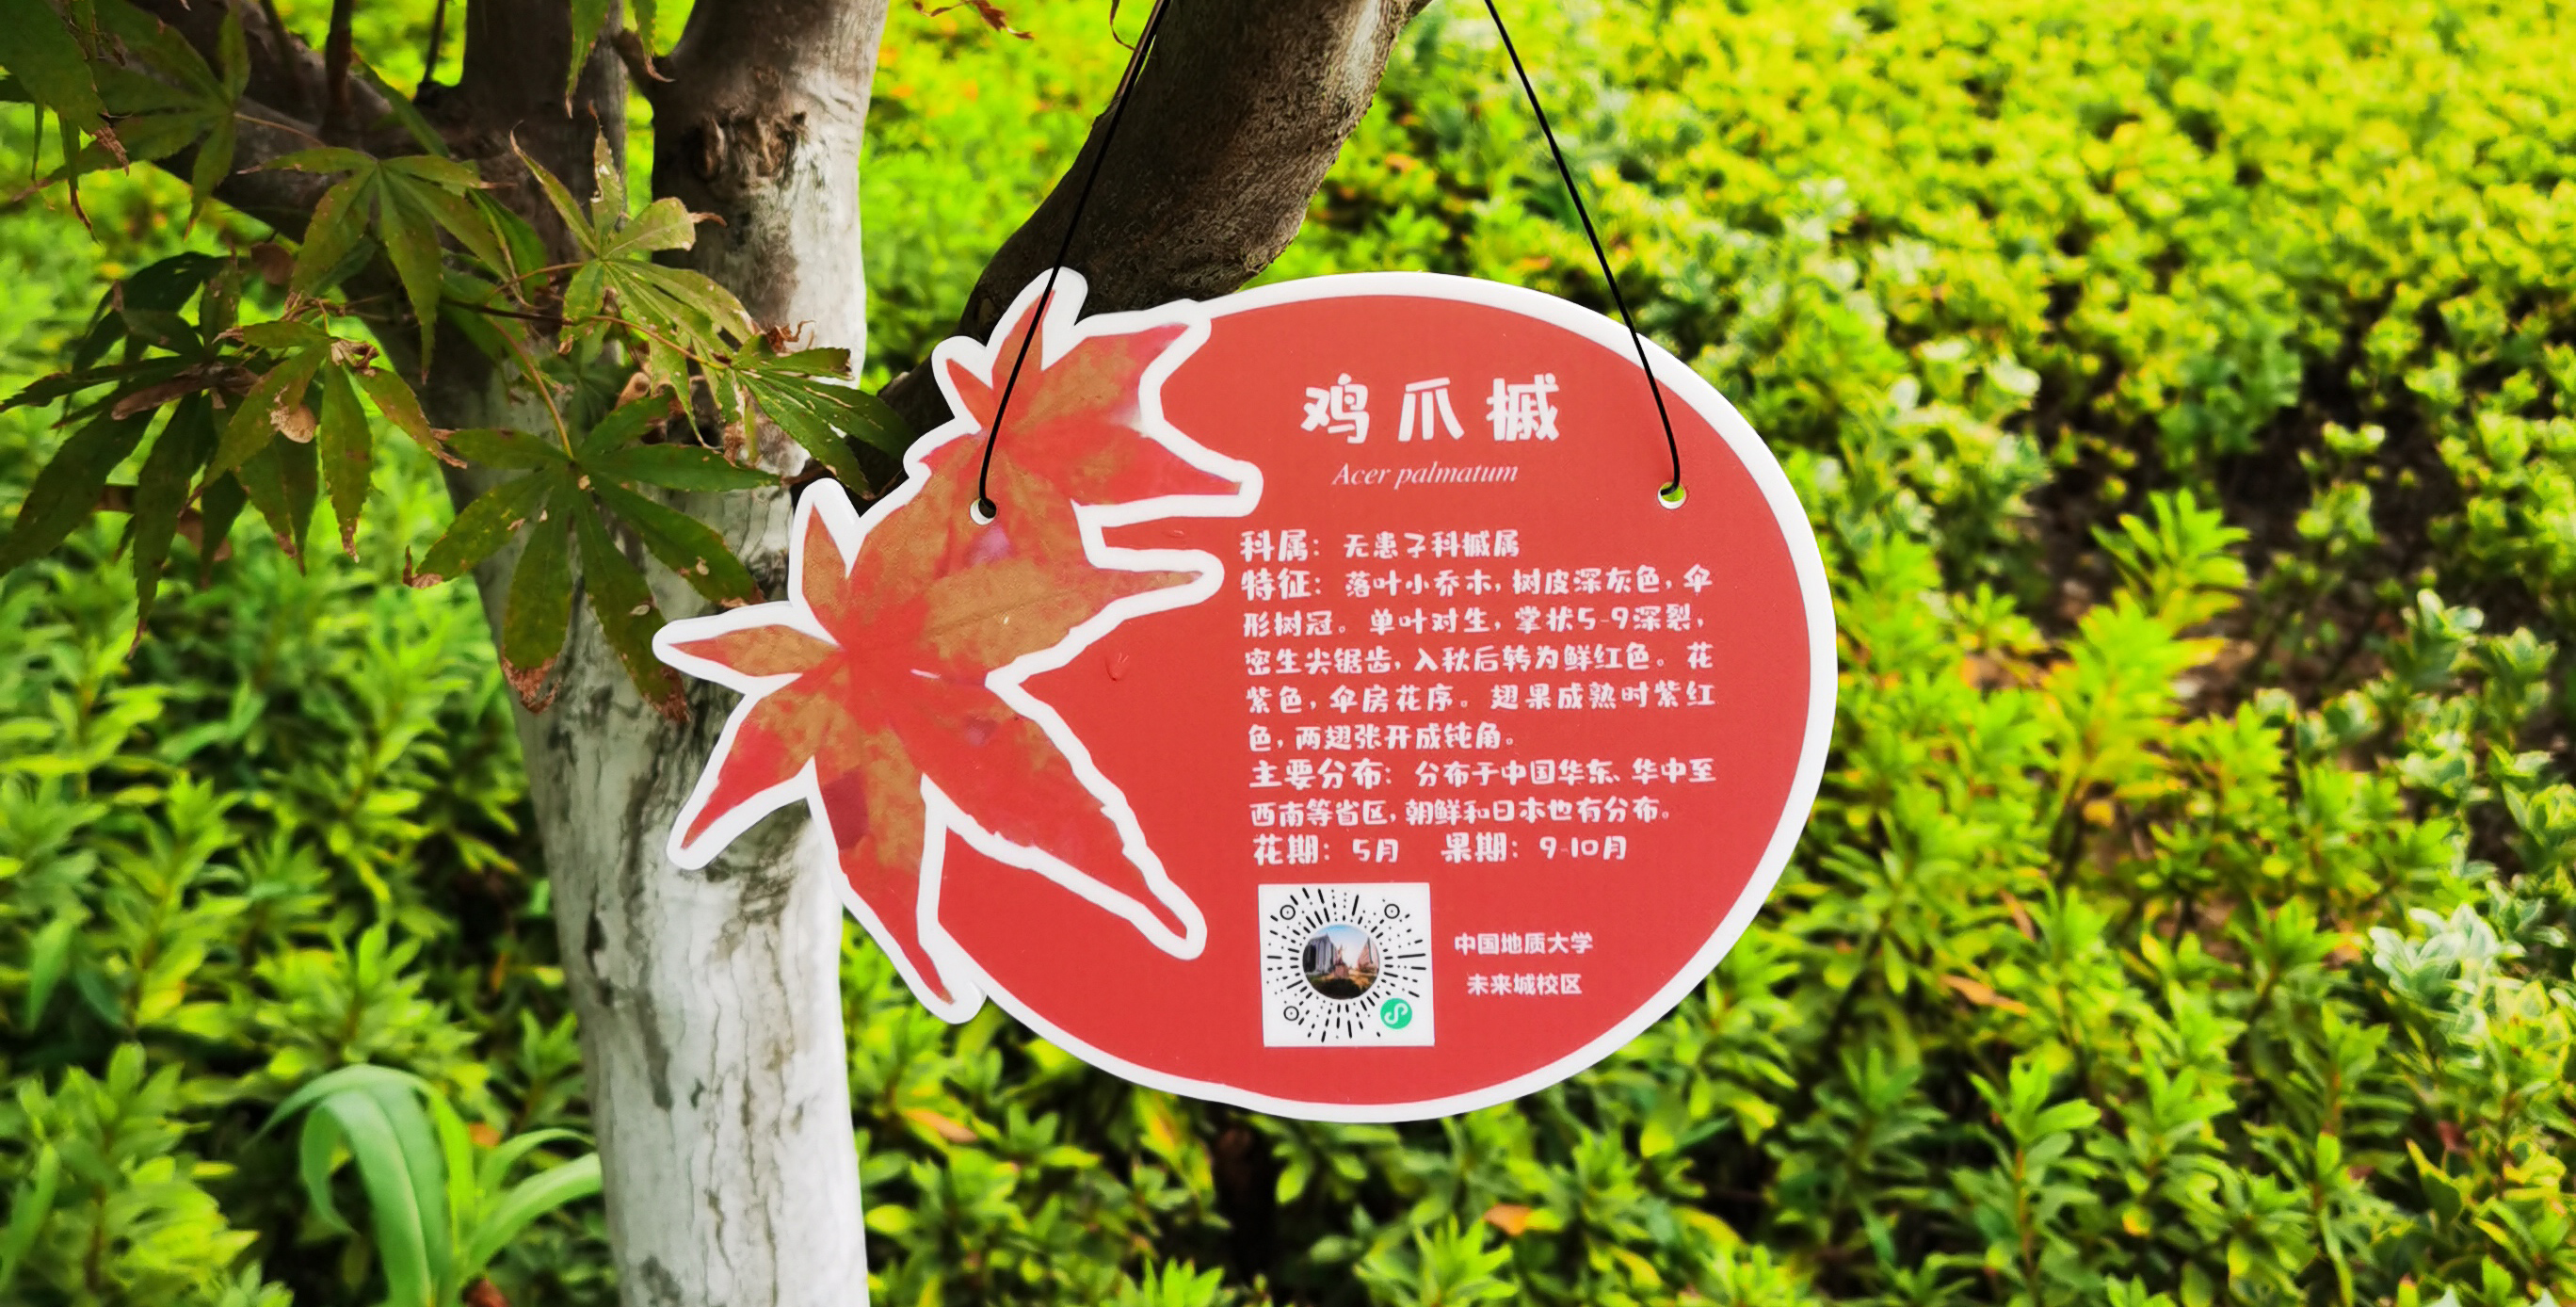 鸡爪槭
Acer palmatum
科属：无患子科槭属
特征：落叶小乔木，树皮深灰色，伞
形树冠。单叶对生，掌状5-9深裂，
密生尖锯齿，入秋后转为鲜红色。花
紫色，伞房花序。翅果成熟时紫红
色，两翅张开成钝角。
主要分布：分布于中国华东、华中至
西南等省区，朝鲜和日本也有分布。
花期：5月 果期：9-10月
中国地质大学
未来城校区